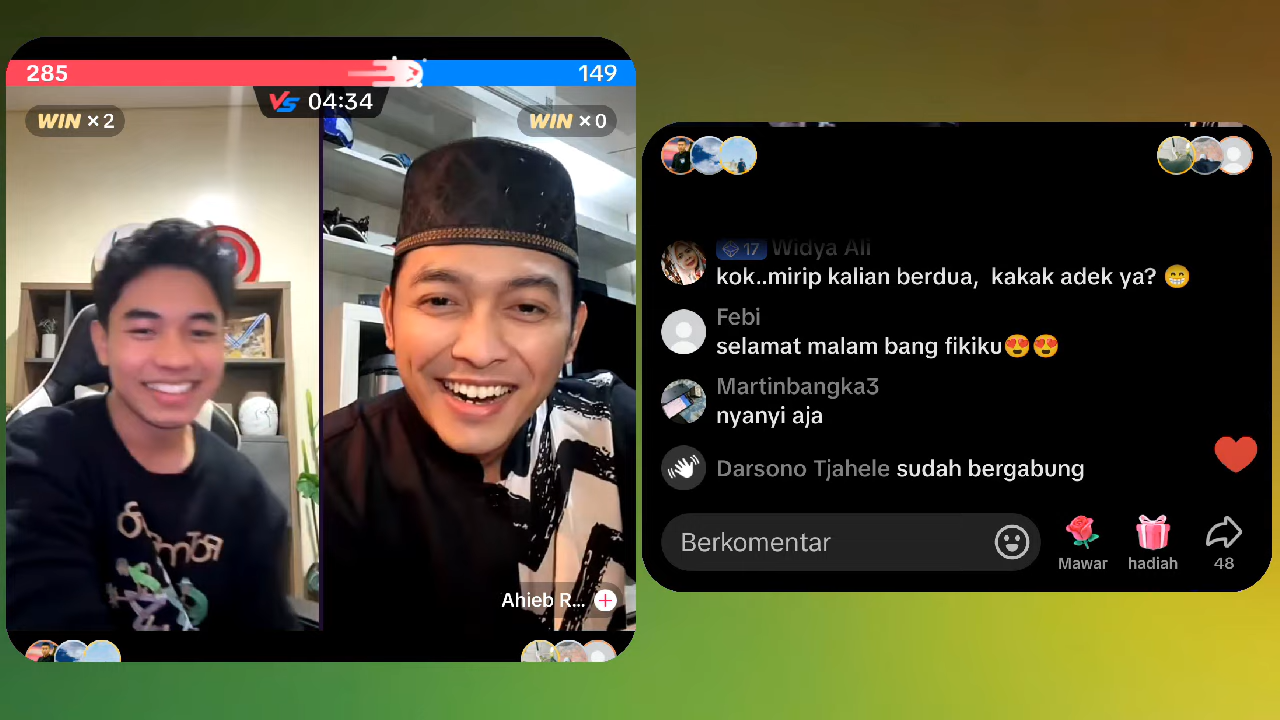 285
149
VS 04:34
WIN ×2
WIN ×0
Ahieb R...
17 Widya Ali
kok..mirip kalian berdua, kakak adek ya? 😁
Febi
selamat malam bang fikiku😍😍
Martinbangka3
nyanyi aja
Darsono Tjahele sudah bergabung
Berkomentar
Mawar
hadiah
48